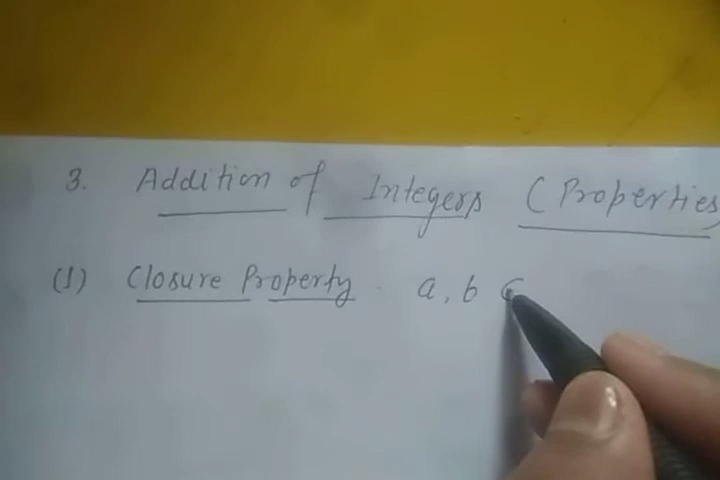 3. Addition of Integers (Properties)
(1) Closure Property a, b